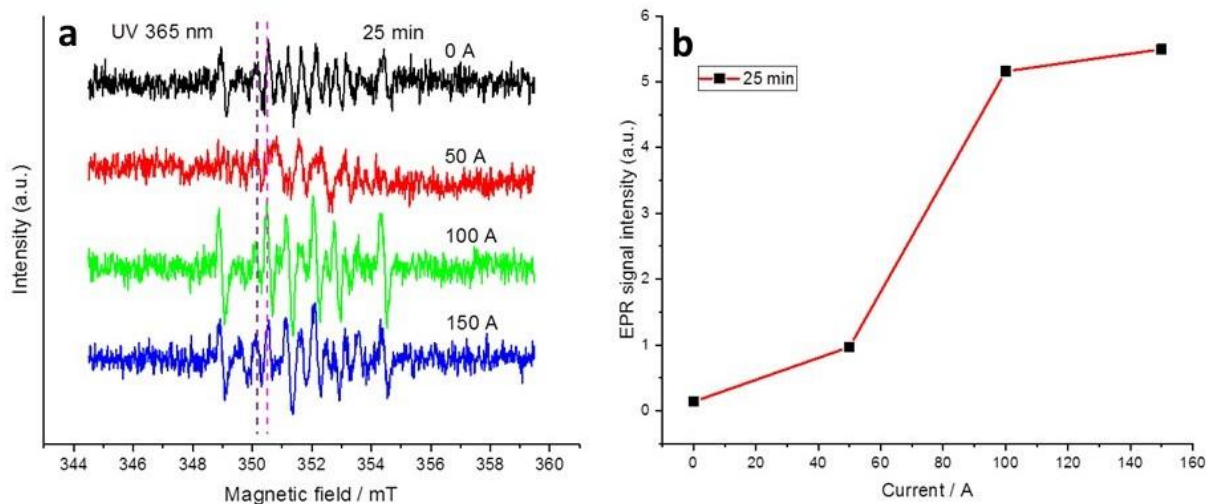 a
UV 365 nm
25 min
0 A
50 A
100 A
150 A
Intensity (a.u.)
344 346 348 350 352 354 356 358 360
Magnetic field / mT
b
25 min
EPR signal intensity (a.u.)
6
5
4
3
2
1
0
0 20 40 60 80 100 120 140 160
Current / A